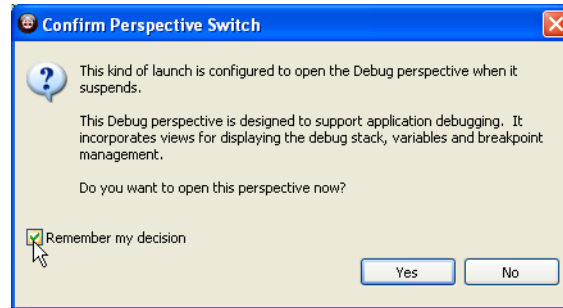 Confirm Perspective Switch
This kind of launch is configured to open the Debug perspective when it
suspends.
This Debug perspective is designed to support application debugging. It
incorporates views for displaying the debug stack, variables and breakpoint
management.
Do you want to open this perspective now?
Remember my decision
Yes No